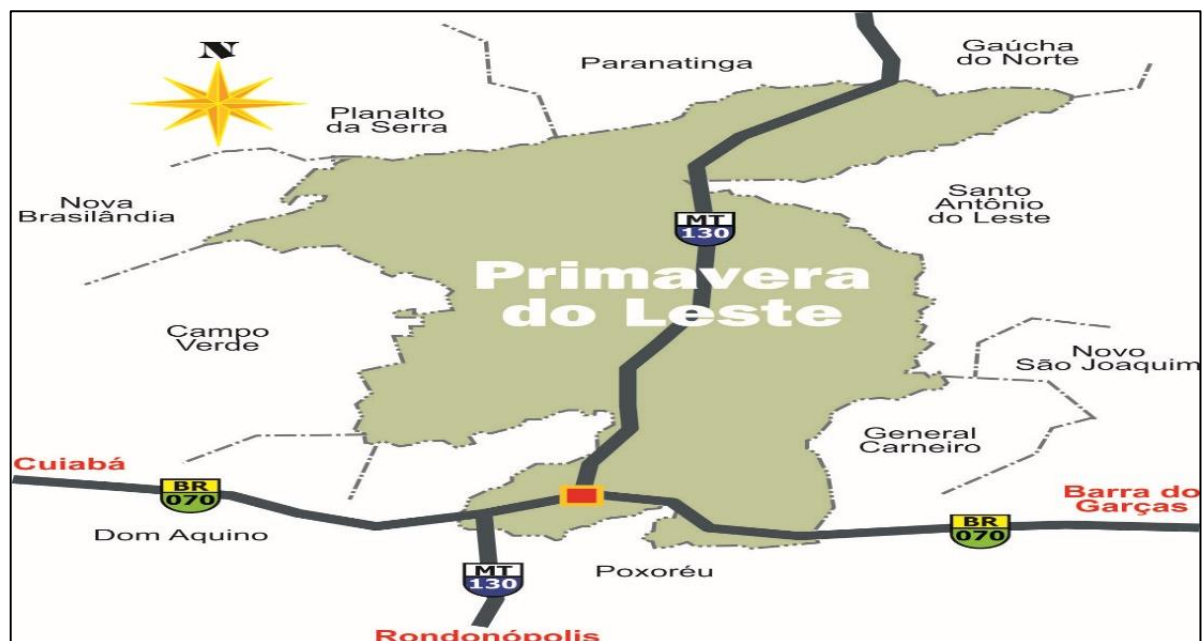 N
Paranatinga
Gaúcha
do Norte
Planalto
da Serra
Nova
Brasilândia
Santo
Antônio
do Leste
MT
130
Primavera
do Leste
Campo
Verde
Novo
São Joaquim
General
Carneiro
Cuiabá
BR
070
Barra do
Garças
BR
070
Dom Aquino
MT
130
Poxoréu
Rondonópolis